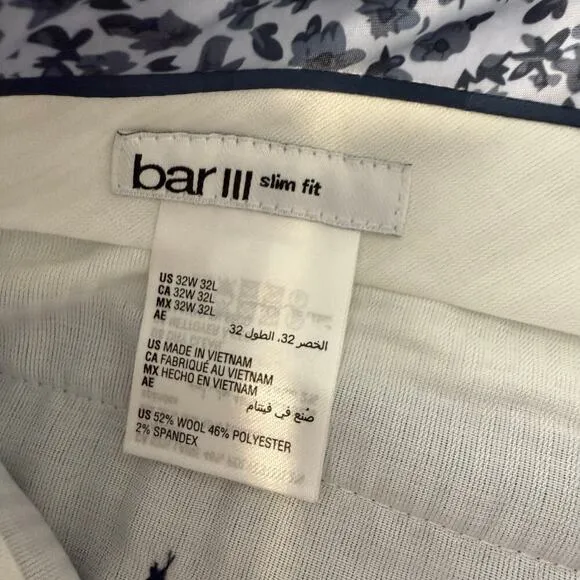 bar III slim fit
US 32W 32L
CA 32W 32L
MX 32W 32L
AE
الخصر 32، الطول 32
US MADE IN VIETNAM
CA FABRIQUÉ AU VIETNAM
MX HECHO EN VIETNAM
AE
صُنع في فيتنام
US 52% WOOL 46% POLYESTER
2% SPANDEX